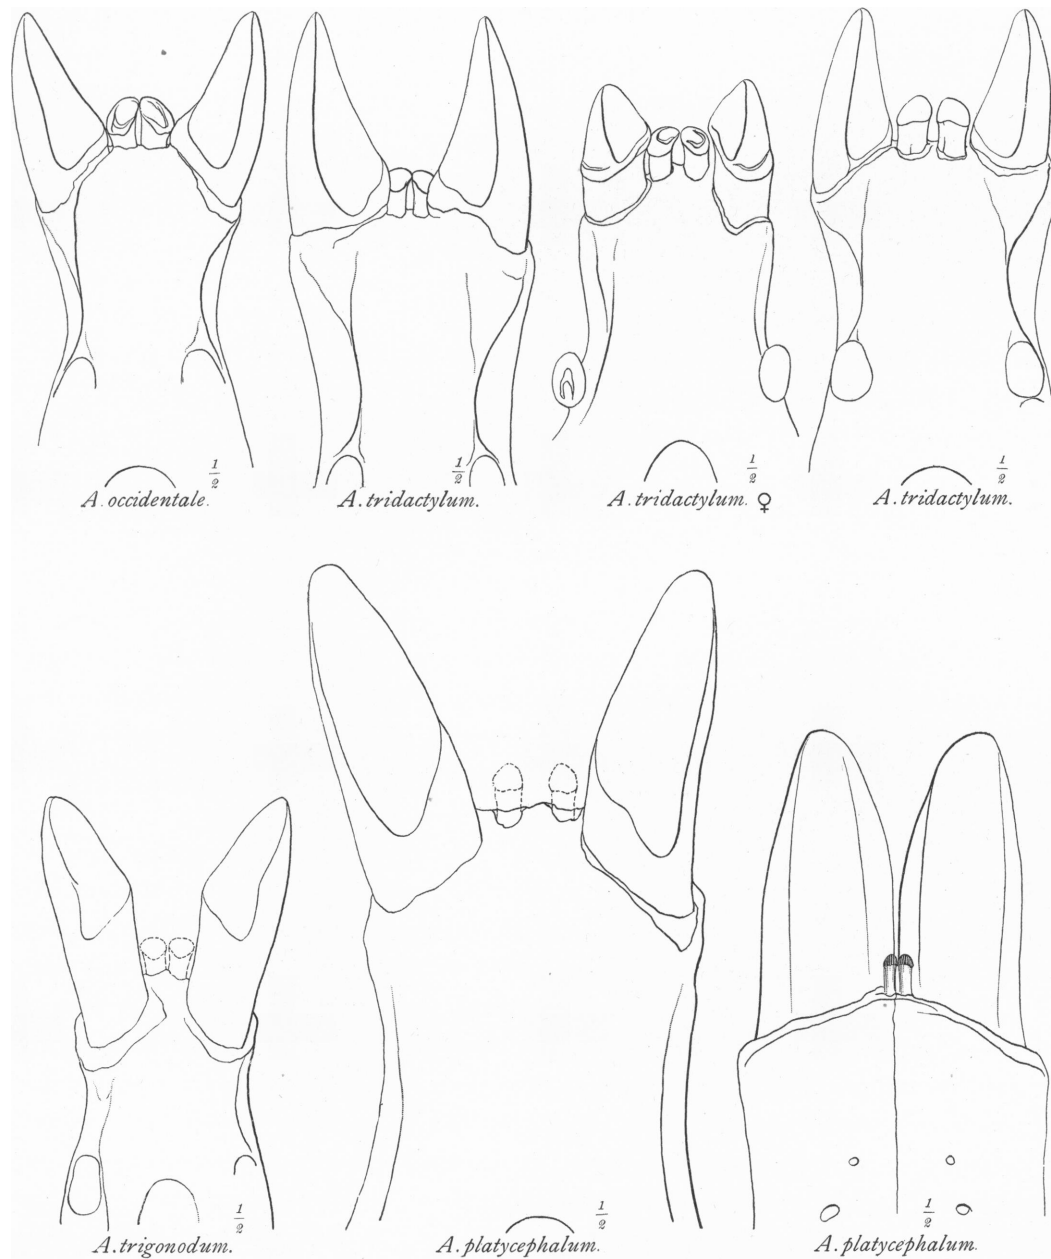 1/2
A. occidentale.
1/2
A. tridactylum.
1/2
A. tridactylum. ♀
1/2
A. tridactylum.
1/2
A. trigonodum.
1/2
A. platycephalum.
1/2
A. platycephalum.